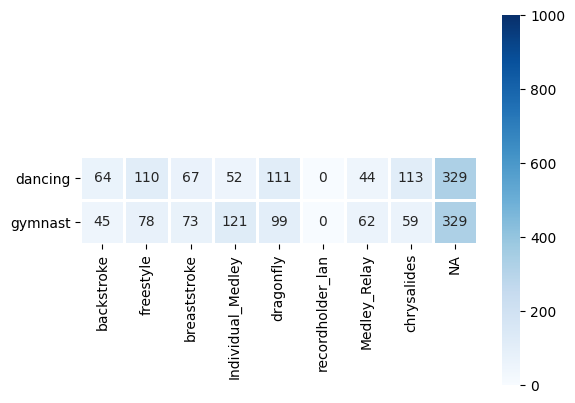 1000
800
600
400
200
0
dancing 64 110 67 52 111 0 44 113 329
gymnast 45 78 73 121 99 0 62 59 329
backstroke
freestyle
breaststroke
Individual_Medley
dragonfly
recordholder_lan
Medley_Relay
chrysalides
NA